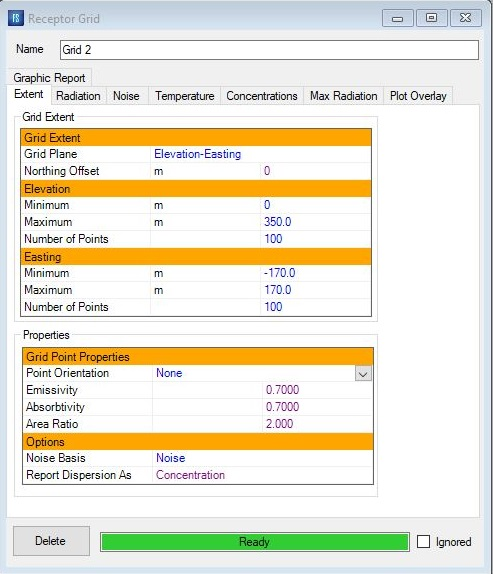 FS Receptor Grid
Name Grid 2
Graphic Report
Extent Radiation Noise Temperature Concentrations Max Radiation Plot Overlay
Grid Extent
Grid Extent
Grid Plane Elevation-Easting
Northing Offset m 0
Elevation
Minimum m 0
Maximum m 350.0
Number of Points 100
Easting
Minimum m -170.0
Maximum m 170.0
Number of Points 100
Properties
Grid Point Properties
Point Orientation None
Emissivity 0.7000
Absorbtivity 0.7000
Area Ratio 2.000
Options
Noise Basis Noise
Report Dispersion As Concentration
Delete Ready Ignored